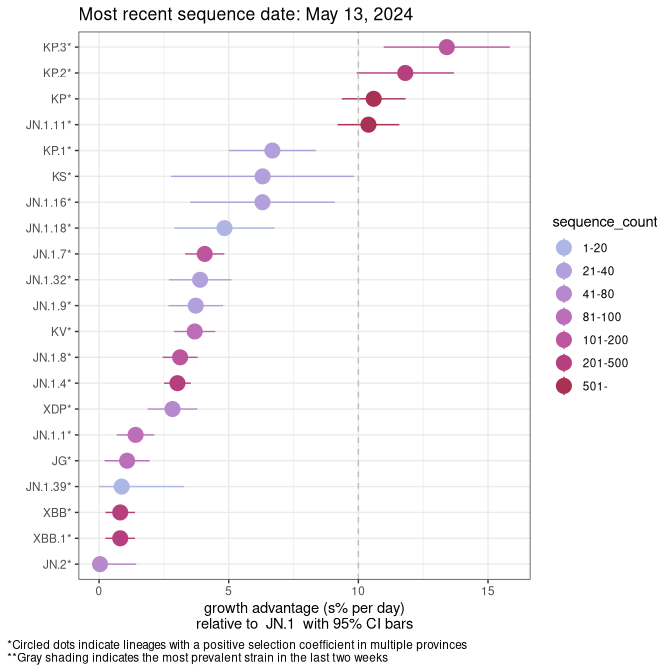 Most recent sequence date: May 13, 2024
KP.3*
KP.2*
KP*
JN.1.11*
KP.1*
KS*
JN.1.16*
JN.1.18*
JN.1.7*
JN.1.32*
JN.1.9*
KV*
JN.1.8*
JN.1.4*
XDP*
JN.1.1*
JG*
JN.1.39*
XBB*
XBB.1*
JN.2*
0 5 10 15
growth advantage (s% per day)
relative to JN.1 with 95% CI bars
sequence_count
1-20
21-40
41-80
81-100
101-200
201-500
501-
*Circled dots indicate lineages with a positive selection coefficient in multiple provinces
**Gray shading indicates the most prevalent strain in the last two weeks